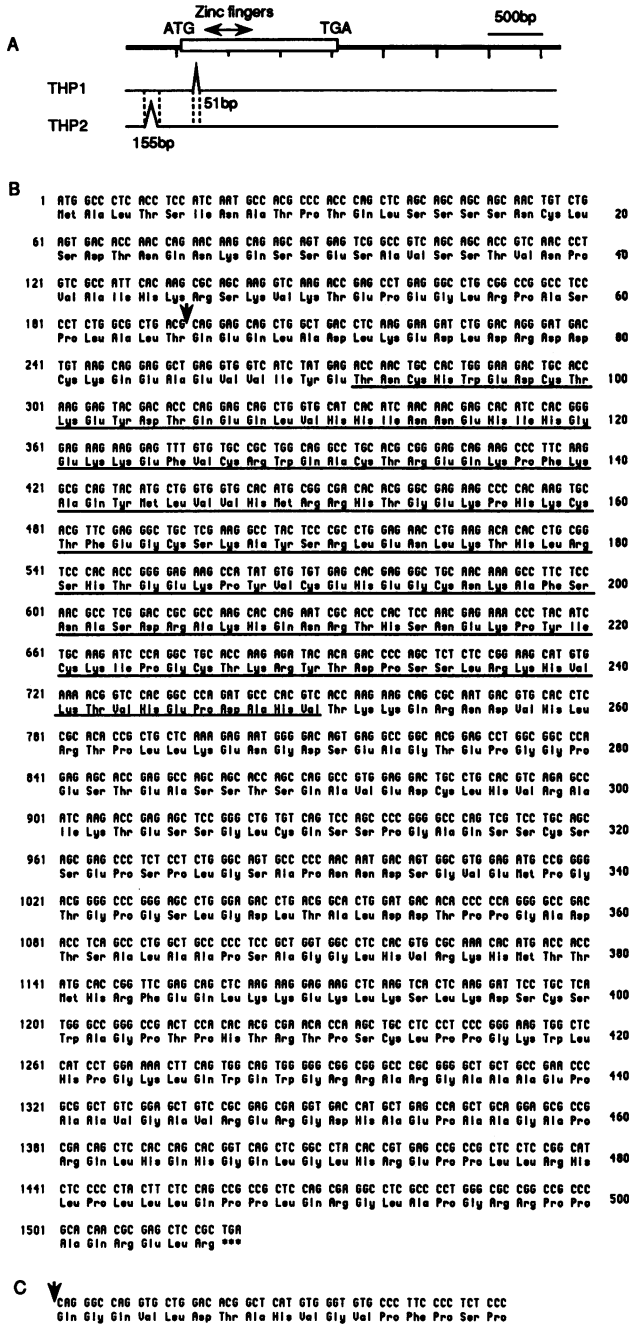 A
Zinc fingers
ATG
TGA
500bp
THP1
51bp
THP2
155bp
B
1 ATG GCC CTC ACC TCC ATC AAT GCC ACG CCC ACC CAG CTC AGC AGC AGC AGC AAC TGT CTG
Met Ala Leu Thr Ser Ile Asn Ala Thr Pro Thr Gln Leu Ser Ser Ser Ser Asn Cys Leu 20
61 AGT GAC ACC AAC CAG AAC AAG CAG AGC AGT GAG TCG GCC GTC AGC AGC ACC GTC AAC CCT
Ser Asp Thr Asn Gln Asn Lys Gln Ser Ser Glu Ser Ala Val Ser Ser Thr Val Asn Pro 40
121 GTC GCC ATT CAC AAG CGC AGC AAG GTC AAG ACC GAG CCT GAG GGC CTG CGG CCG GCC TCC
Val Ala Ile His Lys Arg Ser Lys Val Lys Thr Glu Pro Glu Gly Leu Arg Pro Ala Ser 60
181 CCT CTG GCG CTG ACG CAG GAG CAG CTG GCT GAC CTC AAG GAA GAT CTG GAC AGG GAT GAC
Pro Leu Ala Leu Thr Gln Glu Gln Leu Ala Asp Leu Lys Glu Asp Leu Asp Arg Asp Asp 80
241 TGT AAG CAG GAG GCT GAG GTG GTC ATC TAT GAG ACC AAC TGC CAC TGG GAA GAC TGC ACC
Cys Lys Gln Glu Ala Glu Val Val Ile Tyr Glu Thr Asn Cys His Trp Glu Asp Cys Thr 100
301 AAG GAG TAC GAC ACC CAG GAG CAG CTG GTG CAT CAC ATC AAC AAC GAG CAC ATC CAC GGG
Lys Glu Tyr Asp Thr Gln Glu Gln Leu Val His His Ile Asn Asn Glu His Ile His Gly 120
361 GAG AAG AAG GAG TTT GTG TGC CGC TGG CAG GCC TGC ACG CGG GAG CAG AAG CCC TTC AAG
Glu Lys Lys Glu Phe Val Cys Arg Trp Gln Ala Cys Thr Arg Glu Gln Lys Pro Phe Lys 140
421 GCG CAG TAC ATG CTG GTG GTG CAC ATG CGG CGA CAC ACG GGC GAG AAG CCC CAC AAG TGC
Ala Gln Tyr Met Leu Val Val His Met Arg Arg His Thr Gly Glu Lys Pro His Lys Cys 160
481 ACG TTC GAG GGC TGC TCG AAG GCC TAC TCC CGC CTG GAG AAC CTG AAG ACA CAC CTG CGG
Thr Phe Glu Gly Cys Ser Lys Ala Tyr Ser Arg Leu Glu Asn Leu Lys Thr His Leu Arg 180
541 TCC CAC ACC GGG GAG AAG CCA TAT GTG TGT GAG CAC GAG GGC TGC AAC AAA GCC TTC TCC
Ser His Thr Gly Glu Lys Pro Tyr Val Cys Glu His Glu Gly Cys Asn Lys Ala Phe Ser 200
601 AAC GCC TCG GAC CGC GCC AAG CAC CAG AAT CGC ACC CAC TCC AAC GAG AAA CCC TAC ATC
Asn Ala Ser Asp Arg Ala Lys His Gln Asn Arg Thr His Ser Asn Glu Lys Pro Tyr Ile 220
661 TGC AAG ATC CCA GGC TGC ACC AAG AGA TAC ACA GAC CCC AGC TCT CTC CGG AAG CAT GTG
Cys Lys Ile Pro Gly Cys Thr Lys Arg Tyr Thr Asp Pro Ser Ser Leu Arg Lys His Val 240
721 AAA ACG GTC CAC GGC CCA GAT GCC CAC GTC ACC AAG AAG CAG CGC AAT GAC GTG CAC CTC
Lys Thr Val His Glu Pro Asp Ala His Val Thr Lys Lys Gln Arg Asn Asp Val His Leu 260
781 CGC ACA CCG CTG CTC AAA GAG AAT GGG GAC AGT GAG GCC GGC ACG GAG CCT GGC GGC CCA
Arg Thr Pro Leu Leu Lys Glu Asn Gly Asp Ser Glu Ala Gly Thr Glu Pro Gly Gly Pro 280
841 GAG AGC ACC GAG GCC AGC AGC ACC AGC CAG GCC GTG GAG GAC TGC CTG CAC GTC AGA GCC
Glu Ser Thr Glu Ala Ser Ser Thr Ser Gln Ala Val Glu Asp Cys Leu His Val Arg Ala 300
901 ATC AAG ACC GAG AGC TCC GGG CTG TGT CAG TCC AGC CCC GGG GCC CAG TCG TCC TGC AGC
Ile Lys Thr Glu Ser Ser Gly Leu Cys Gln Ser Ser Pro Gly Ala Gln Ser Ser Cys Ser 320
961 AGC GAG CCC TCT CCT CTG GGC AGT GCC CCC AAC AAT GAC AGT GGC GTG GAG ATG CCG GGG
Ser Glu Pro Ser Pro Leu Gly Ser Ala Pro Asn Asn Asp Ser Gly Val Glu Met Pro Gly 340
1021 ACG GGG CCC GGG AGC CTG GGA GAC CTG ACG GCA CTG GAT GAC ACA CCC CCA GGG GCC GAC
Thr Gly Pro Gly Ser Leu Gly Asp Leu Thr Ala Leu Asp Asp Thr Pro Pro Gly Ala Asp 360
1081 ACC TCA GCC CTG GCT GCC CCC TCC GCT GGT GGC CTC CAC GTG CGC AAA CAC ATG ACC ACC
Thr Ser Ala Leu Ala Ala Pro Ser Ala Gly Gly Leu His Val Arg Lys His Met Thr Thr 380
1141 ATG CAC CGG TTC GAG CAG CTC AAG AAG GAG AAG CTC AAG TCA CTC AAG GAT TCC TGC TCA
Met His Arg Phe Glu Gln Leu Lys Lys Glu Lys Leu Lys Ser Leu Lys Asp Ser Cys Ser 400
1201 TGG GCC GGG CCG ACT CCA CAC ACG CGA ACA CCA AGC TGC CTC CCT CCC GGG AAG TGG CTC
Trp Ala Gly Pro Thr Pro His Thr Arg Thr Pro Ser Cys Leu Pro Pro Gly Lys Trp Leu 420
1261 CAT CCT GGA AAA CTT CAG TGG CAG TGG GGG CGC GGG GCC CGC GGG GCT GCT GCC GAA CCC
His Pro Gly Lys Leu Gln Trp Gln Trp Gly Arg Arg Ala Arg Gly Ala Ala Ala Glu Pro 440
1321 GCG GCT GTC GGA GCT GTC CGC GAG CGA GGT GAC CAT GCT GAG CCA GCT GCA GGA GCG CCG
Ala Ala Val Gly Ala Val Arg Glu Arg Gly Asp His Ala Glu Pro Ala Ala Gly Ala Pro 460
1381 CGA CAG CTC CAC CAG CAC GGT CAG CTC GGC CTA CAC CGT GAG CCG CCG CTC CTC CGG CAT
Arg Gln Leu His Gln His Gly Gln Leu Gly Leu His Arg Glu Pro Pro Leu Leu Arg His 480
1441 CTC CCC CTA CTT CTC CAG CCG CCG CTC CAG CGA GGC CTC GCC CCT GGG CGC CGG CCG CCC
Leu Pro Leu Leu Leu Gln Pro Pro Leu Gln Arg Gly Leu Ala Pro Gly Arg Arg Pro Pro 500
1501 GCA CAA CGC GAG CTC CGC TGA
Ala Gln Arg Glu Leu Arg ***
C
CAG GGC CAG GTG CTG GAC ACG GCT CAT GTG GGT GTG CCC TTC CCC TCT CCC
Gln Gly Gln Val Leu Asp Thr Ala His Val Gly Val Pro Phe Pro Ser Pro